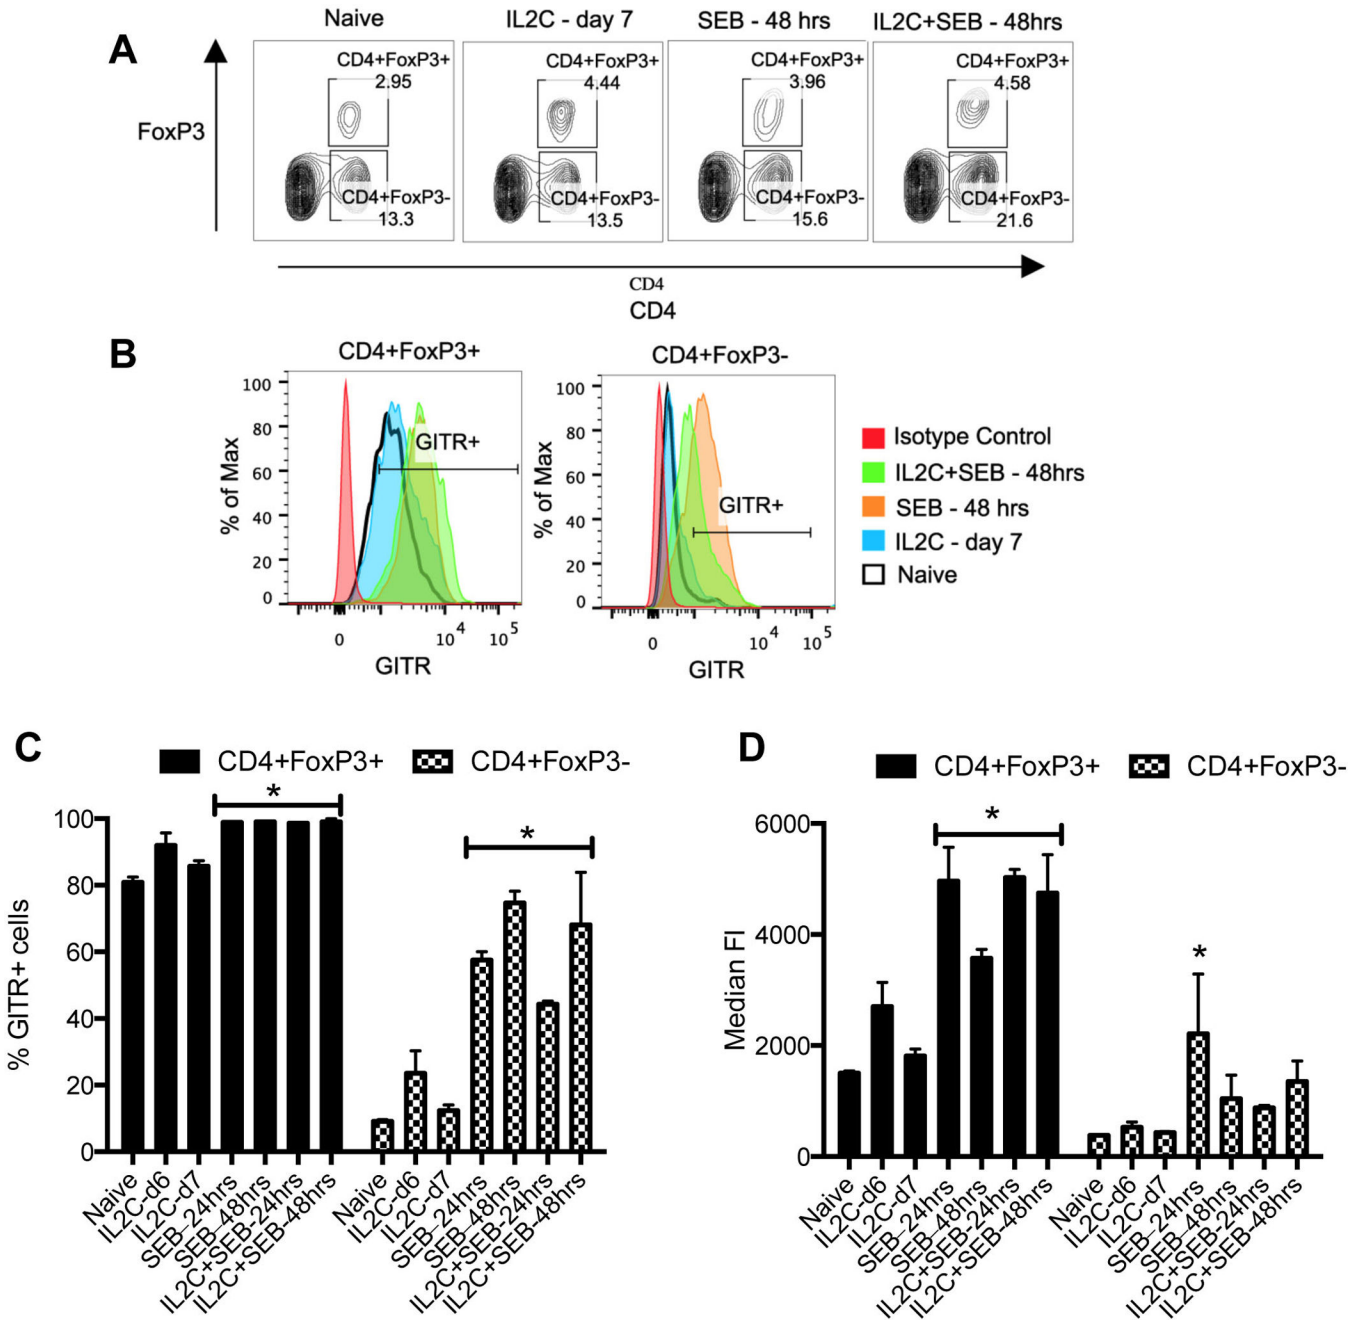 A
Naive
IL2C - day 7
SEB - 48 hrs
IL2C+SEB - 48hrs
FoxP3
CD4+FoxP3+
2.95
CD4+FoxP3-
13.3
CD4+FoxP3+
4.44
CD4+FoxP3-
13.5
CD4+FoxP3+
3.96
CD4+FoxP3-
15.6
CD4+FoxP3+
4.58
CD4+FoxP3-
21.6
CD4
CD4
B
CD4+FoxP3+
% of Max
100
80
60
40
20
0
GITR+
0
10^4
10^5
GITR
CD4+FoxP3-
% of Max
100
80
60
40
20
0
GITR+
0
10^4
10^5
GITR
Isotype Control
IL2C+SEB - 48hrs
SEB - 48 hrs
IL2C - day 7
Naive
C
CD4+FoxP3+
CD4+FoxP3-
% GITR+ cells
100
80
60
40
20
0
*
*
Naive
IL2C-d6
IL2C-d7
SEB-24hrs
SEB-48hrs
IL2C+SEB-24hrs
IL2C+SEB-48hrs
Naive
IL2C-d6
IL2C-d7
SEB-24hrs
SEB-48hrs
IL2C+SEB-24hrs
IL2C+SEB-48hrs
D
CD4+FoxP3+
CD4+FoxP3-
Median FI
6000
4000
2000
0
*
*
Naive
IL2C-d6
IL2C-d7
SEB-24hrs
SEB-48hrs
IL2C+SEB-24hrs
IL2C+SEB-48hrs
Naive
IL2C-d6
IL2C-d7
SEB-24hrs
SEB-48hrs
IL2C+SEB-24hrs
IL2C+SEB-48hrs